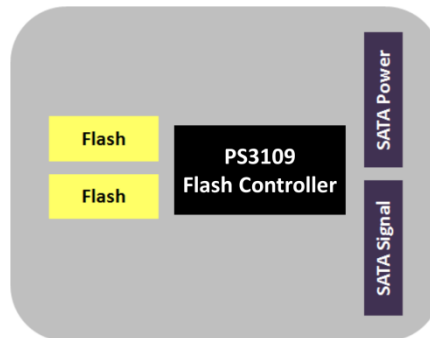 Flash
Flash
PS3109
Flash Controller
SATA Power
SATA Signal